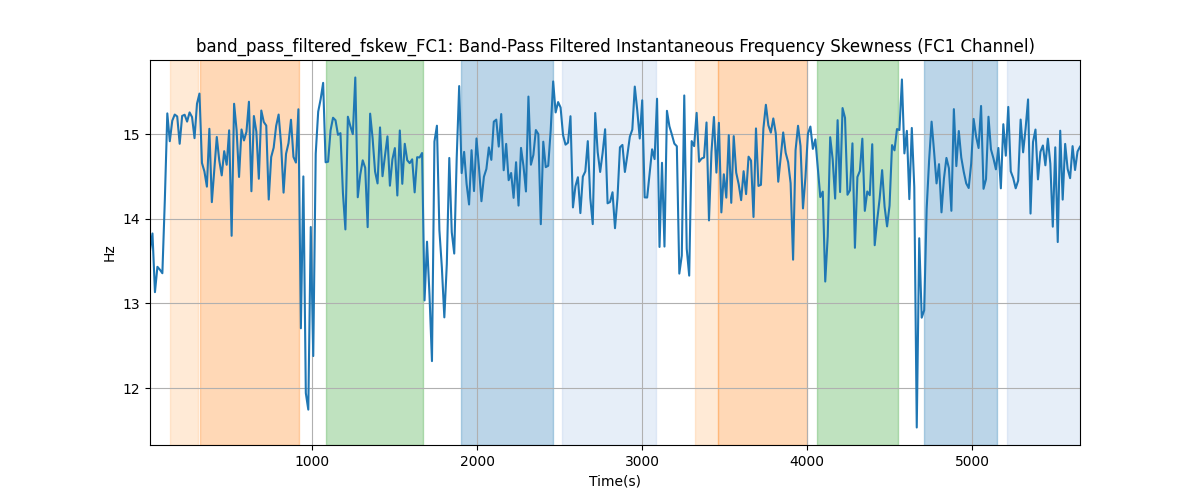 band_pass_filtered_fskew_FC1: Band-Pass Filtered Instantaneous Frequency Skewness (FC1 Channel)
15
14
13
12
Hz
1000 2000 3000 4000 5000
Time(s)